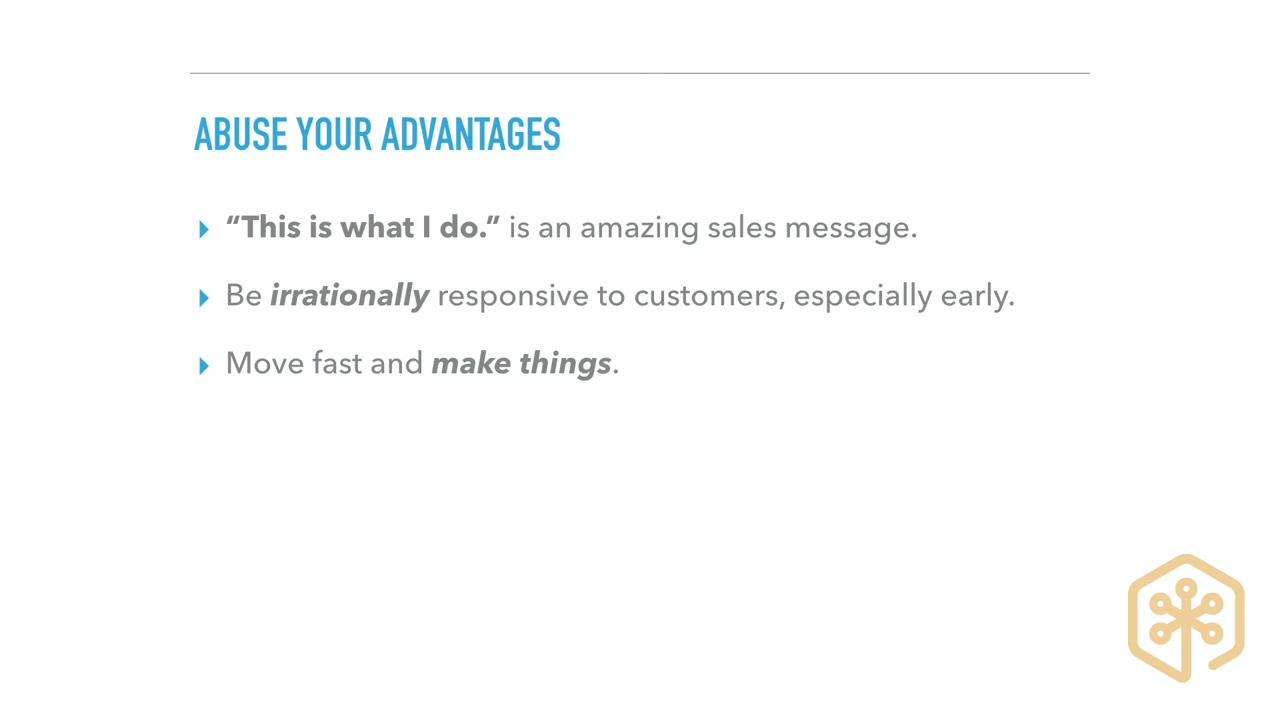 ABUSE YOUR ADVANTAGES
“This is what I do.” is an amazing sales message.
Be irrationally responsive to customers, especially early.
Move fast and make things.